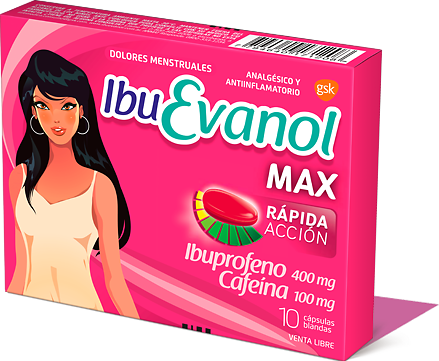 DOLORES MENSTRUALES
ANALGÉSICO Y
ANTIINFLAMATORIO
gsk
IbuEvanol
MAX
RÁPIDA
ACCIÓN
Ibuprofeno 400 mg
Cafeína 100 mg
10 cápsulas
blandas
VENTA LIBRE